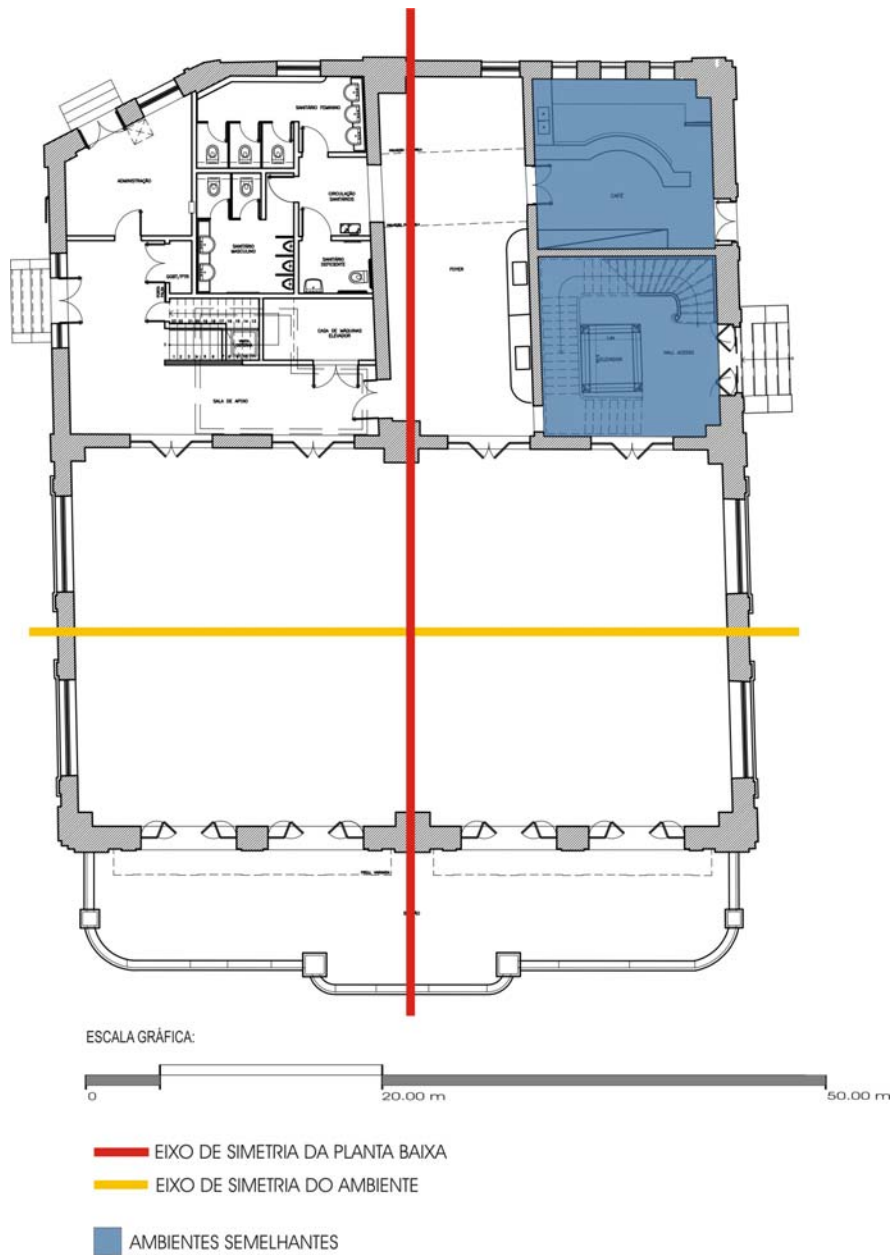 SANITÁRIO FEMININO
ADMINISTRAÇÃO
CIRCULAÇÃO
SANITÁRIOS
CAFÉ
SANITÁRIO
MASCULINO
SANITÁRIO
DEFICIENTE
FOYER
CASA DE MÁQUINAS
ELEVADOR
HALL ACESSO
SALA DE APOIO
ESCALA GRÁFICA:
0 20.00 m 50.00 m
EIXO DE SIMETRIA DA PLANTA BAIXA
EIXO DE SIMETRIA DO AMBIENTE
AMBIENTES SEMELHANTES